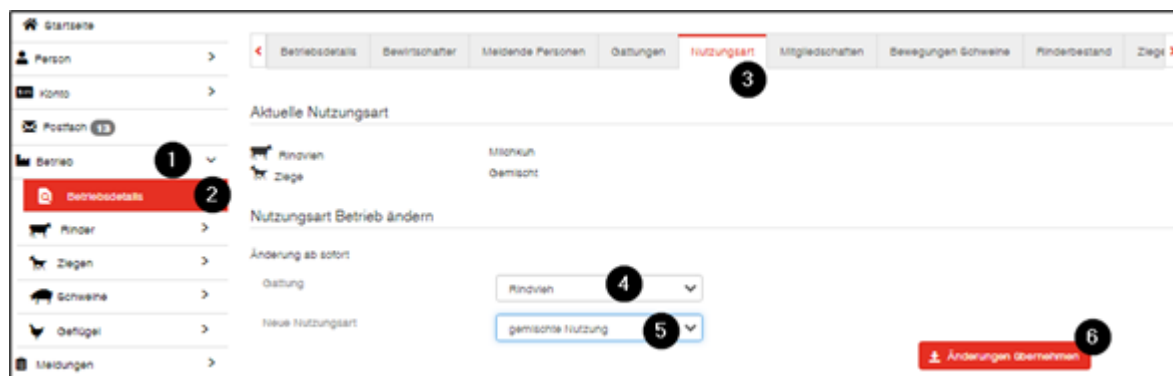 Startseite
Person
Konto
Postfach 13
Betrieb 1
Betriebsdetails 2
Rinder
Ziegen
Schweine
Geflügel
Meldungen
Betriebsdetails Bewirtschafter Meldende Personen Gattungen Nutzungsart Mitgliedschaften Bewegungen Schweine Rinderbestand Ziege
3
Aktuelle Nutzungsart
Rindvieh Milchkuh
Ziege Gemischt
Nutzungsart Betrieb ändern
Änderung ab sofort
Gattung Rindvieh 4
Neue Nutzungsart gemischte Nutzung 5
Änderungen übernehmen 6